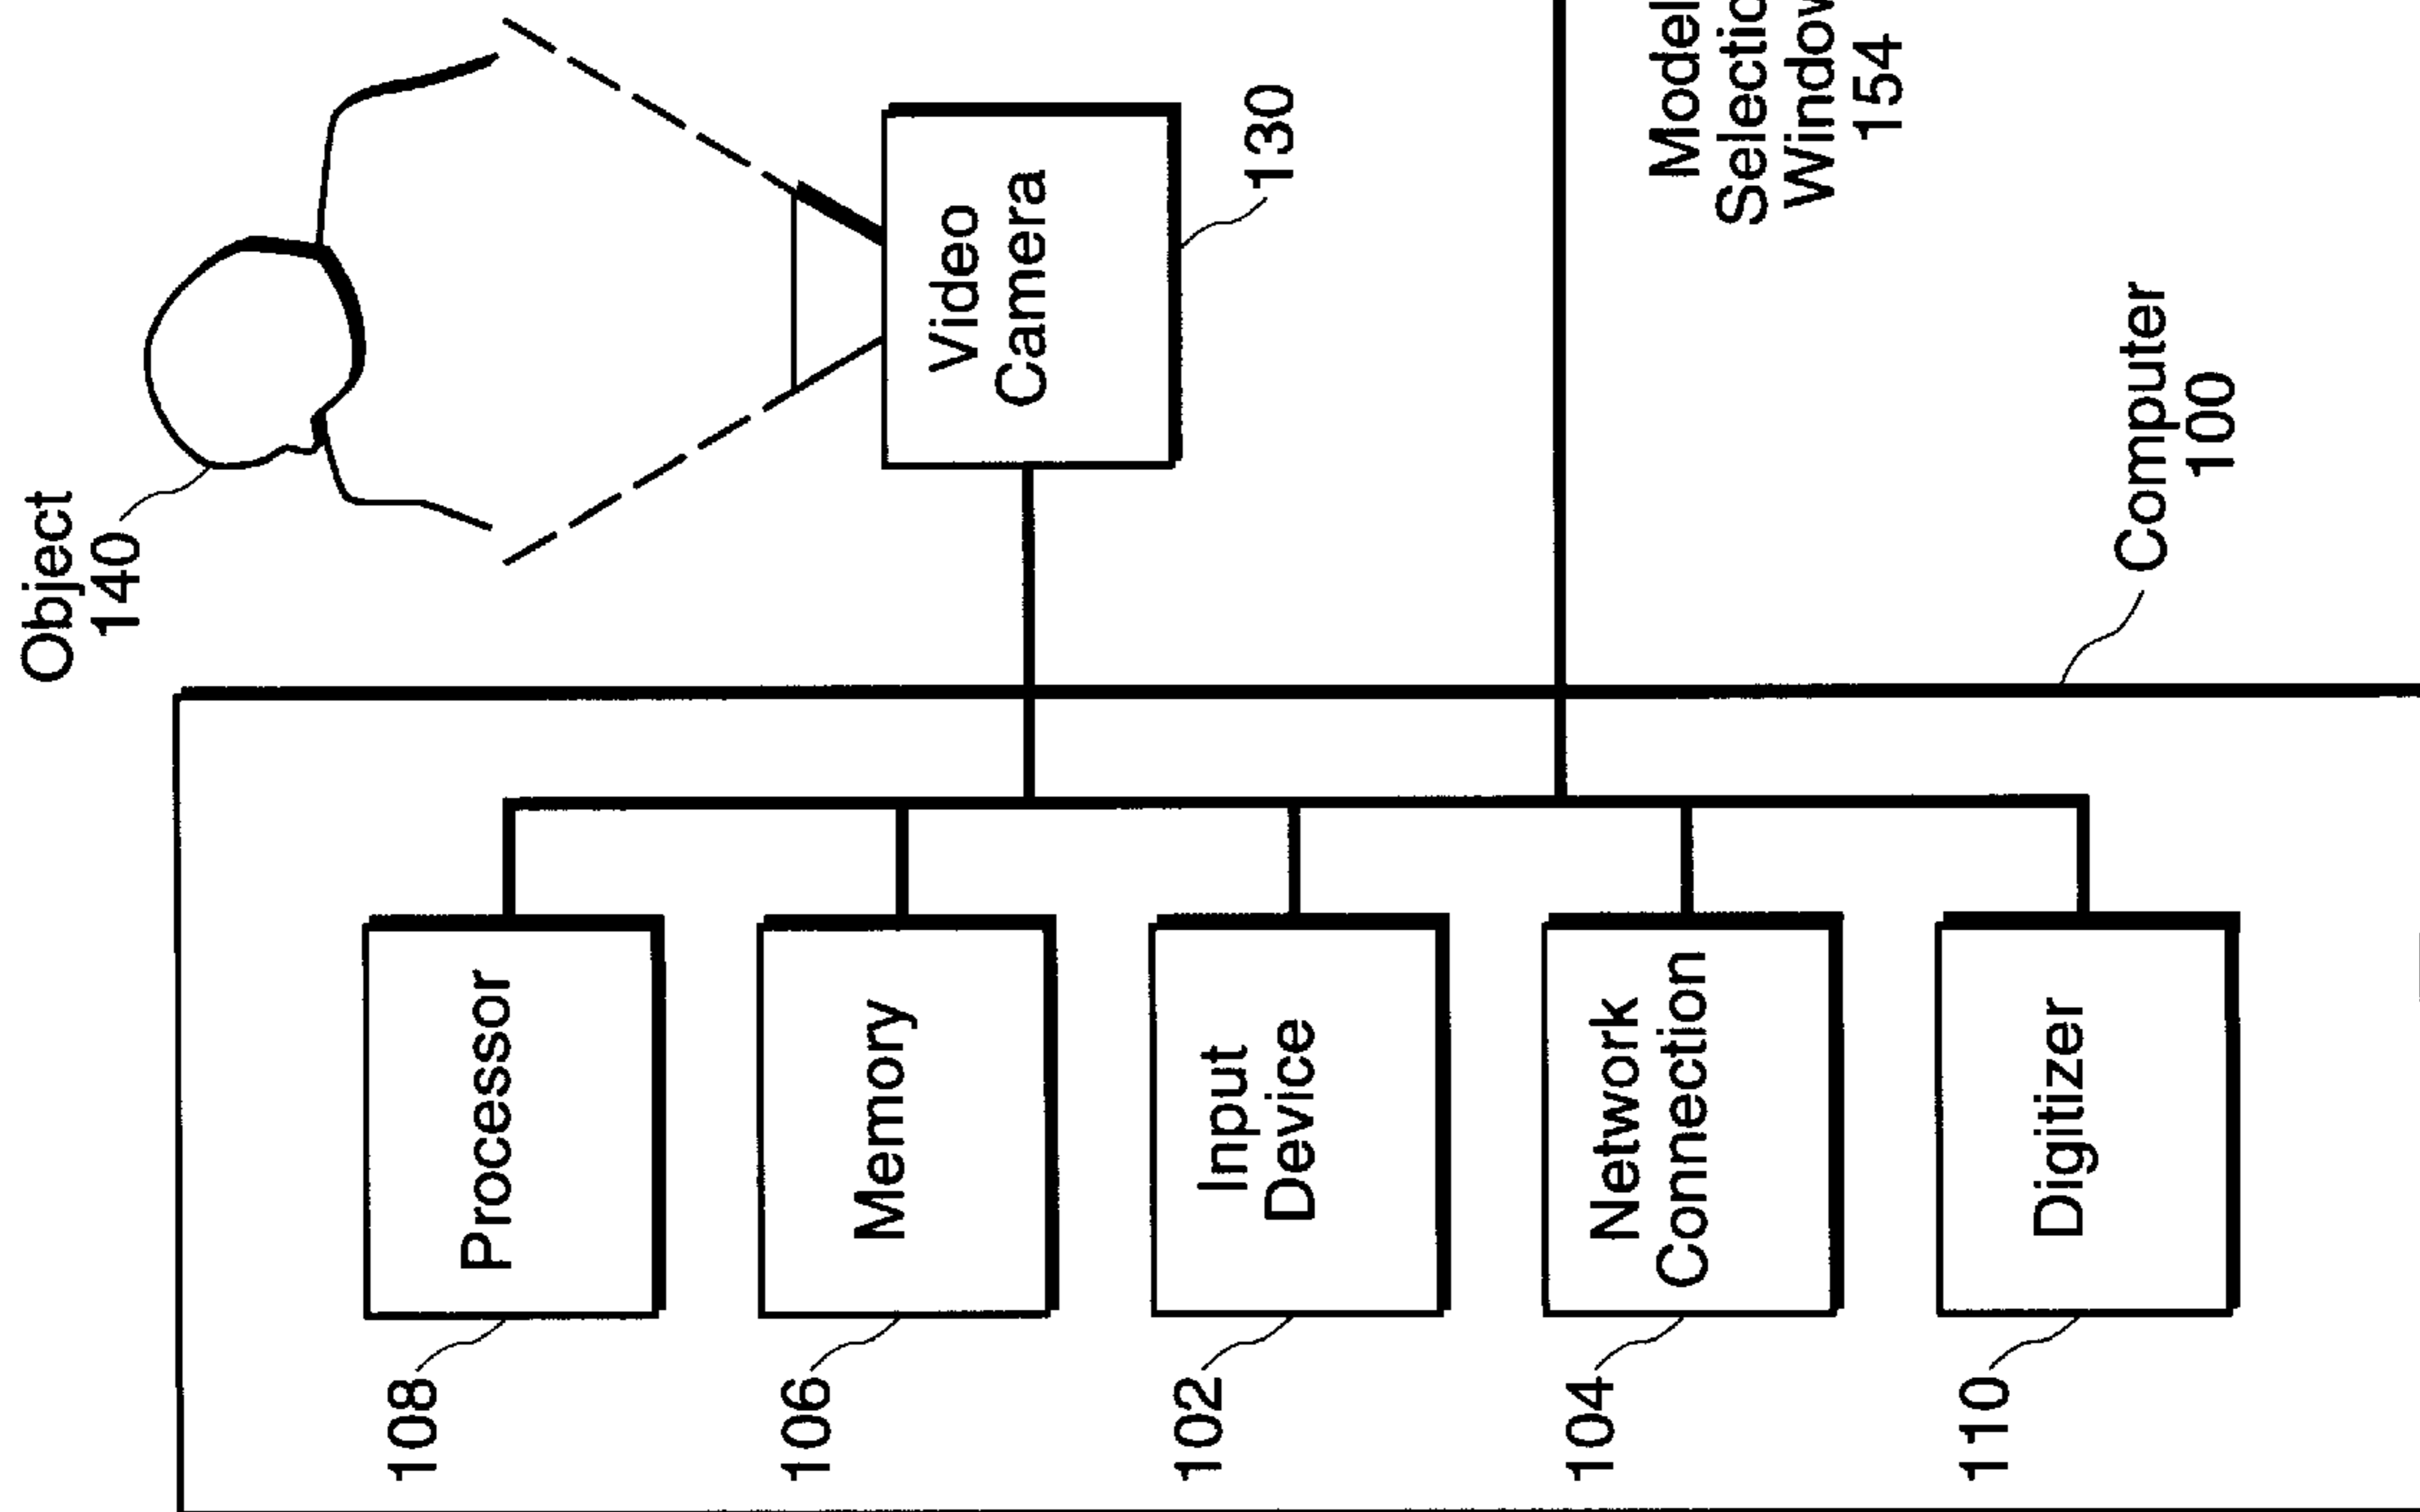 Object
140
Video
Camera
130
Model
Computer
100
154
Processor
108
Memory
106
Input
Device
102
Network
Connection
104
Digitizer
110